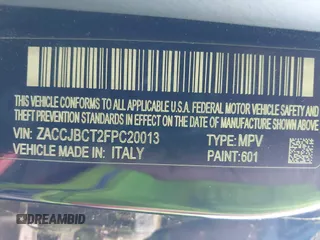 THIS VEHICLE CONFORMS TO ALL APPLICABLE U.S.A. FEDERAL MOTOR VEHICLE SAFETY AND
THEFT PREVENTION STANDARDS IN EFFECT ON THE DATE OF MANUFACTURE SHOWN ABOVE
VIN: ZACCJBCT2FPC20013 TYPE: MPV
VEHICLE MADE IN: ITALY PAINT: 601
DREAMBID